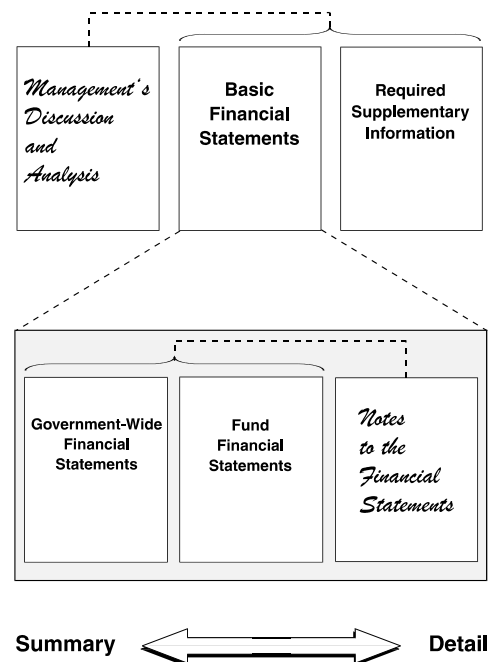 Management's
Discussion
and
Analysis
Basic
Financial
Statements
Required
Supplementary
Information
Government-Wide
Financial
Statements
Fund
Financial
Statements
Notes
to the
Financial
Statements
Summary
Detail